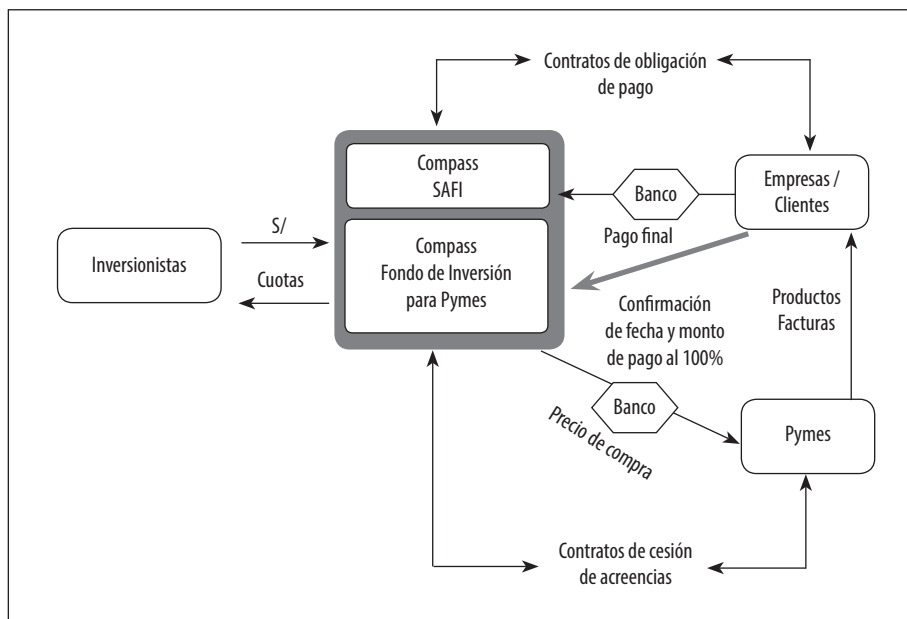 Contratos de obligación
de pago
Compass
SAFI
Banco
Empresas /
Clientes
Pago final
S/
Inversionistas
Cuotas
Compass
Fondo de Inversión
para Pymes
Confirmación
de fecha y monto
de pago al 100%
Productos
Facturas
Banco
Precio de compra
Pymes
Contratos de cesión
de acreencias